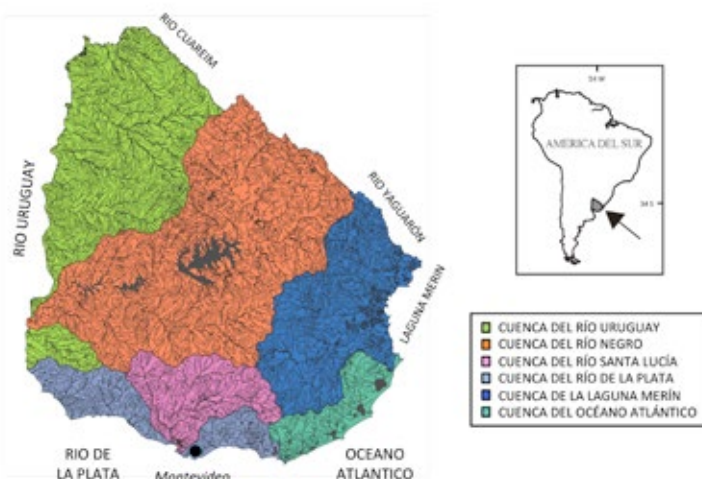 RIO CUAREIM
RIO URUGUAY
RIO YAGUARÓN
LAGUNA MERIN
RIO DE
LA PLATA
Montevideo
OCEANO
ATLANTICO
54 W
AMERICA DEL SUR
34 S
CUENCA DEL RÍO URUGUAY
CUENCA DEL RÍO NEGRO
CUENCA DEL RÍO SANTA LUCÍA
CUENCA DEL RÍO DE LA PLATA
CUENCA DE LA LAGUNA MERÍN
CUENCA DEL OCÉANO ATLÁNTICO